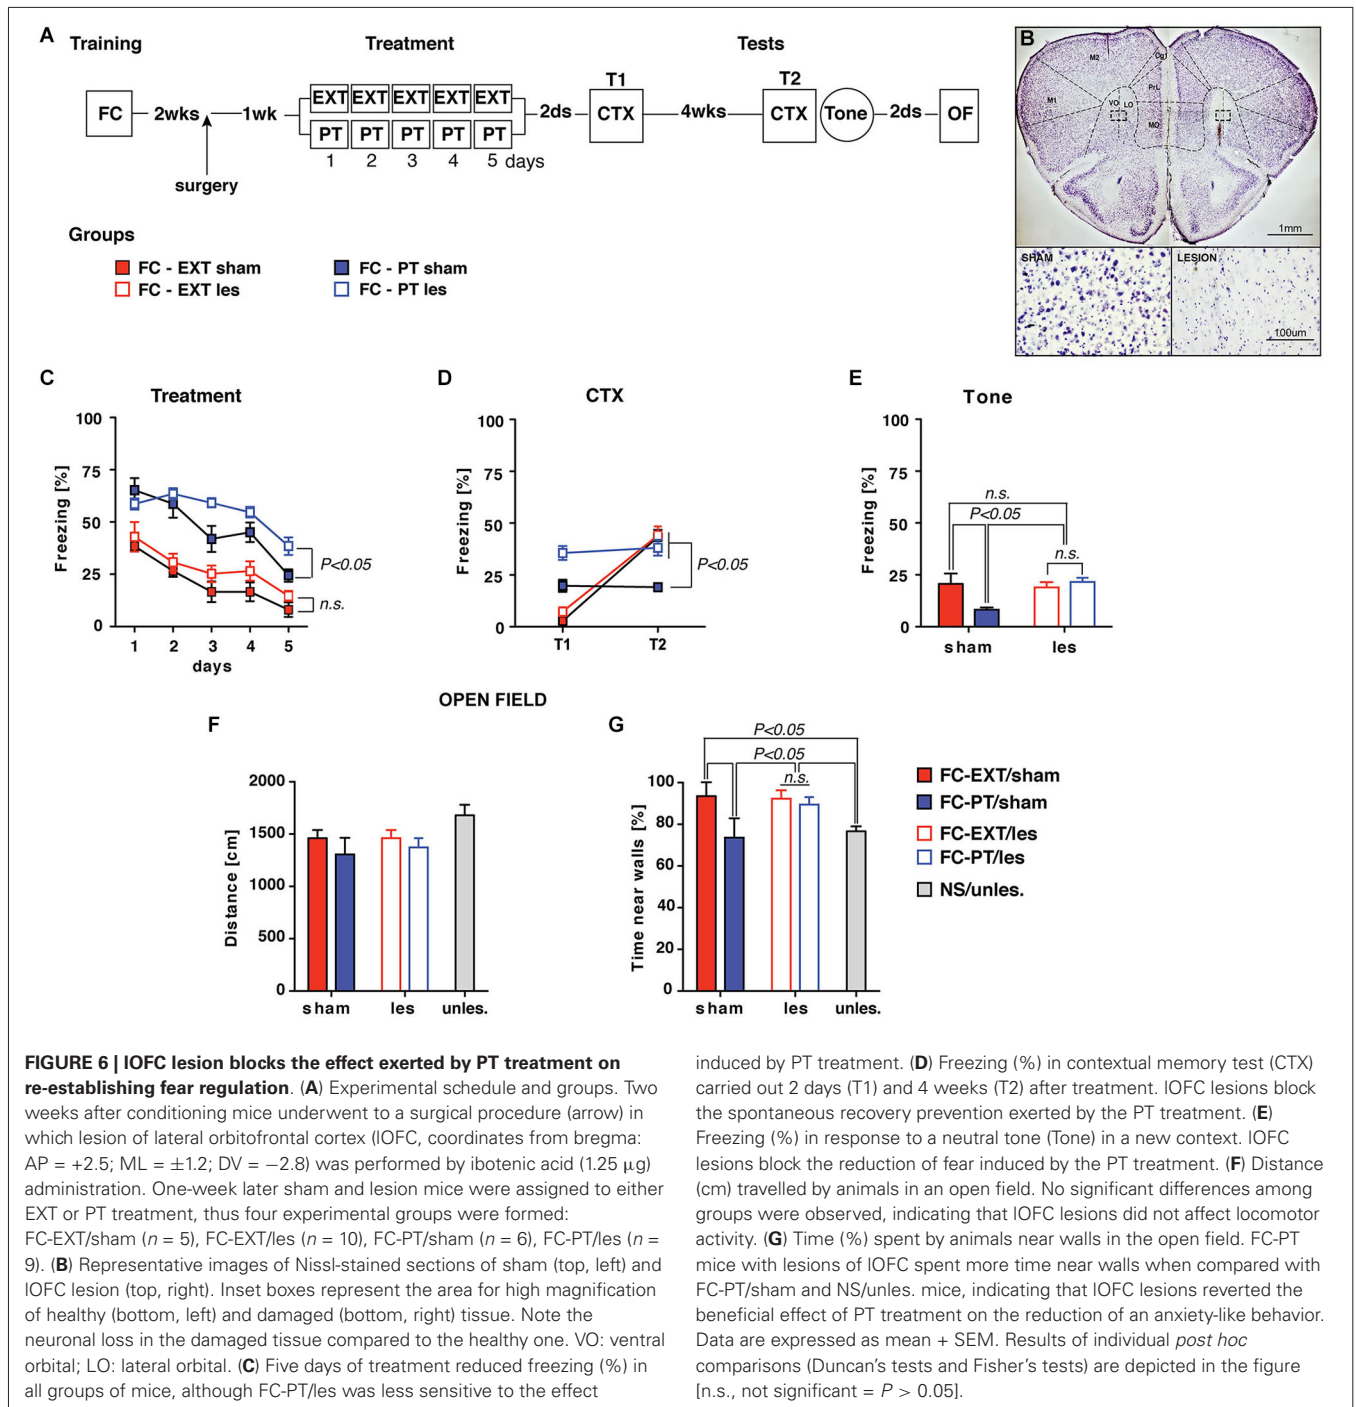 A
Training Treatment Tests
FC 2wks 1wk EXT EXT EXT EXT EXT 2ds T1 CTX 4wks T2 CTX Tone 2ds OF
PT PT PT PT PT
1 2 3 4 5 days
surgery
Groups
FC - EXT sham FC - PT sham
FC - EXT les FC - PT les
B
M2 Cg1
M1 PrL
VO LO
MO
1mm
SHAM LESION
100um
C
Treatment
Freezing [%]
100
75
50
25
0
P<0.05
n.s.
1 2 3 4 5
days
D
CTX
Freezing [%]
100
75
50
25
0
P<0.05
T1 T2
E
Tone
Freezing [%]
100
75
50
25
0
n.s.
P<0.05
n.s.
sham les
OPEN FIELD
F
Distance [cm]
2000
1500
1000
500
0
sham les unles.
G
Time near walls [%]
100
80
60
40
20
0
P<0.05
P<0.05
n.s.
sham les unles.
FC-EXT/sham
FC-PT/sham
FC-EXT/les
FC-PT/les
NS/unles.
FIGURE 6 | lOFC lesion blocks the effect exerted by PT treatment on
re-establishing fear regulation. (A) Experimental schedule and groups. Two
weeks after conditioning mice underwent to a surgical procedure (arrow) in
which lesion of lateral orbitofrontal cortex (lOFC, coordinates from bregma:
AP = +2.5; ML = ±1.2; DV = −2.8) was performed by ibotenic acid (1.25 μg)
administration. One-week later sham and lesion mice were assigned to either
EXT or PT treatment, thus four experimental groups were formed:
FC-EXT/sham (n = 5), FC-EXT/les (n = 10), FC-PT/sham (n = 6), FC-PT/les (n =
9). (B) Representative images of Nissl-stained sections of sham (top, left) and
lOFC lesion (top, right). Inset boxes represent the area for high magnification
of healthy (bottom, left) and damaged (bottom, right) tissue. Note the
neuronal loss in the damaged tissue compared to the healthy one. VO: ventral
orbital; LO: lateral orbital. (C) Five days of treatment reduced freezing (%) in
all groups of mice, although FC-PT/les was less sensitive to the effect
induced by PT treatment. (D) Freezing (%) in contextual memory test (CTX)
carried out 2 days (T1) and 4 weeks (T2) after treatment. lOFC lesions block
the spontaneous recovery prevention exerted by the PT treatment. (E)
Freezing (%) in response to a neutral tone (Tone) in a new context. lOFC
lesions block the reduction of fear induced by the PT treatment. (F) Distance
(cm) travelled by animals in an open field. No significant differences among
groups were observed, indicating that lOFC lesions did not affect locomotor
activity. (G) Time (%) spent by animals near walls in the open field. FC-PT
mice with lesions of lOFC spent more time near walls when compared with
FC-PT/sham and NS/unles. mice, indicating that lOFC lesions reverted the
beneficial effect of PT treatment on the reduction of an anxiety-like behavior.
Data are expressed as mean + SEM. Results of individual post hoc
comparisons (Duncan's tests and Fisher's tests) are depicted in the figure
[n.s., not significant = P > 0.05].